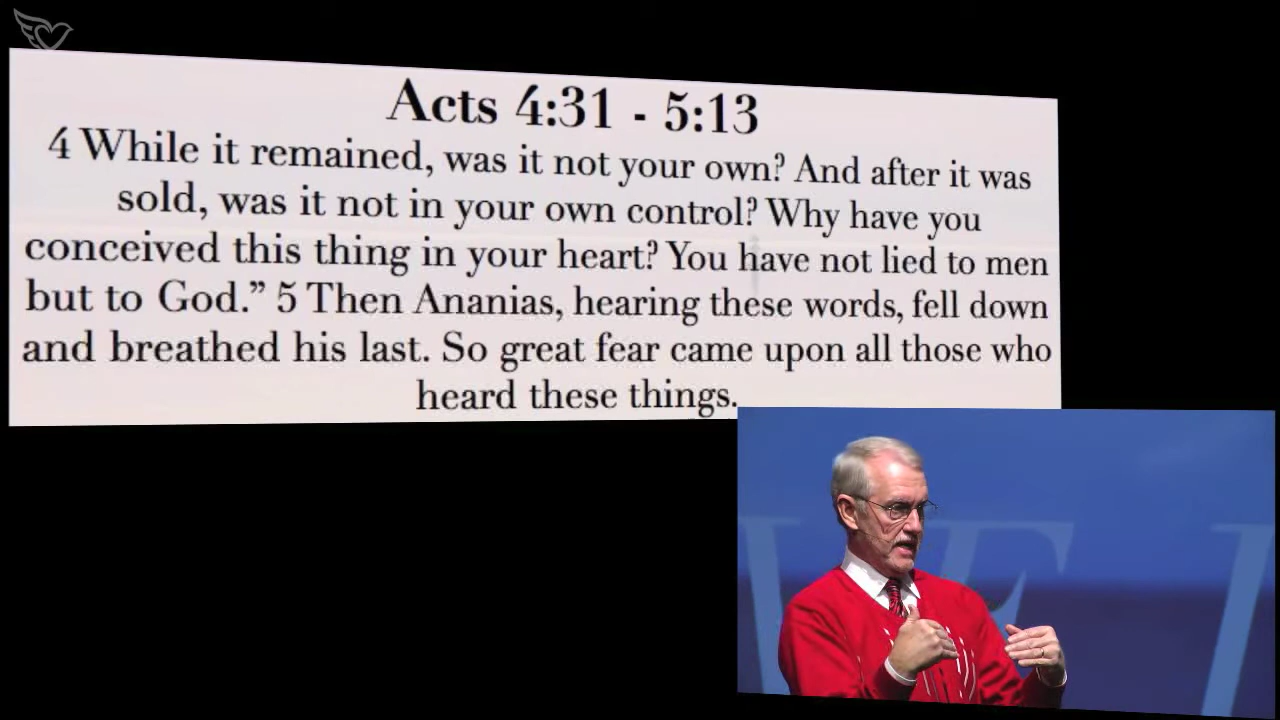 Acts 4:31 - 5:13
4 While it remained, was it not your own? And after it was
sold, was it not in your own control? Why have you
conceived this thing in your heart? You have not lied to men
but to God.” 5 Then Ananias, hearing these words, fell down
and breathed his last. So great fear came upon all those who
heard these things.